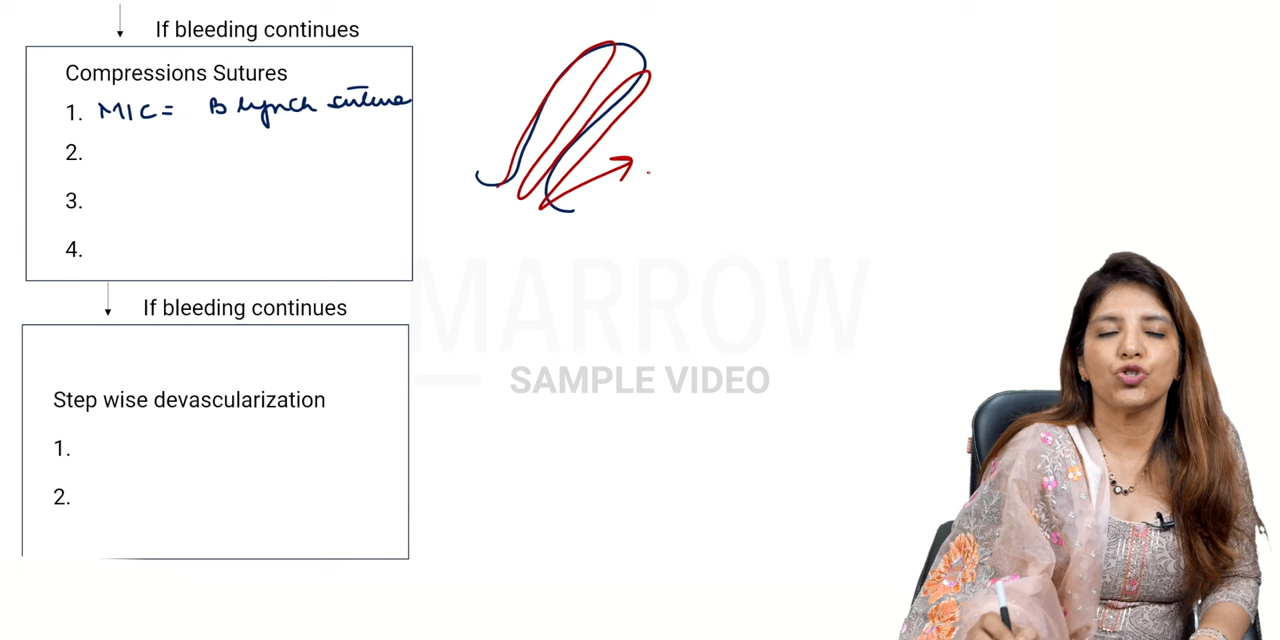 If bleeding continues
Compressions Sutures
1. MIC = B lynch suture
2.
3.
4.
If bleeding continues
MARROW
SAMPLE VIDEO
Step wise devascularization
1.
2.